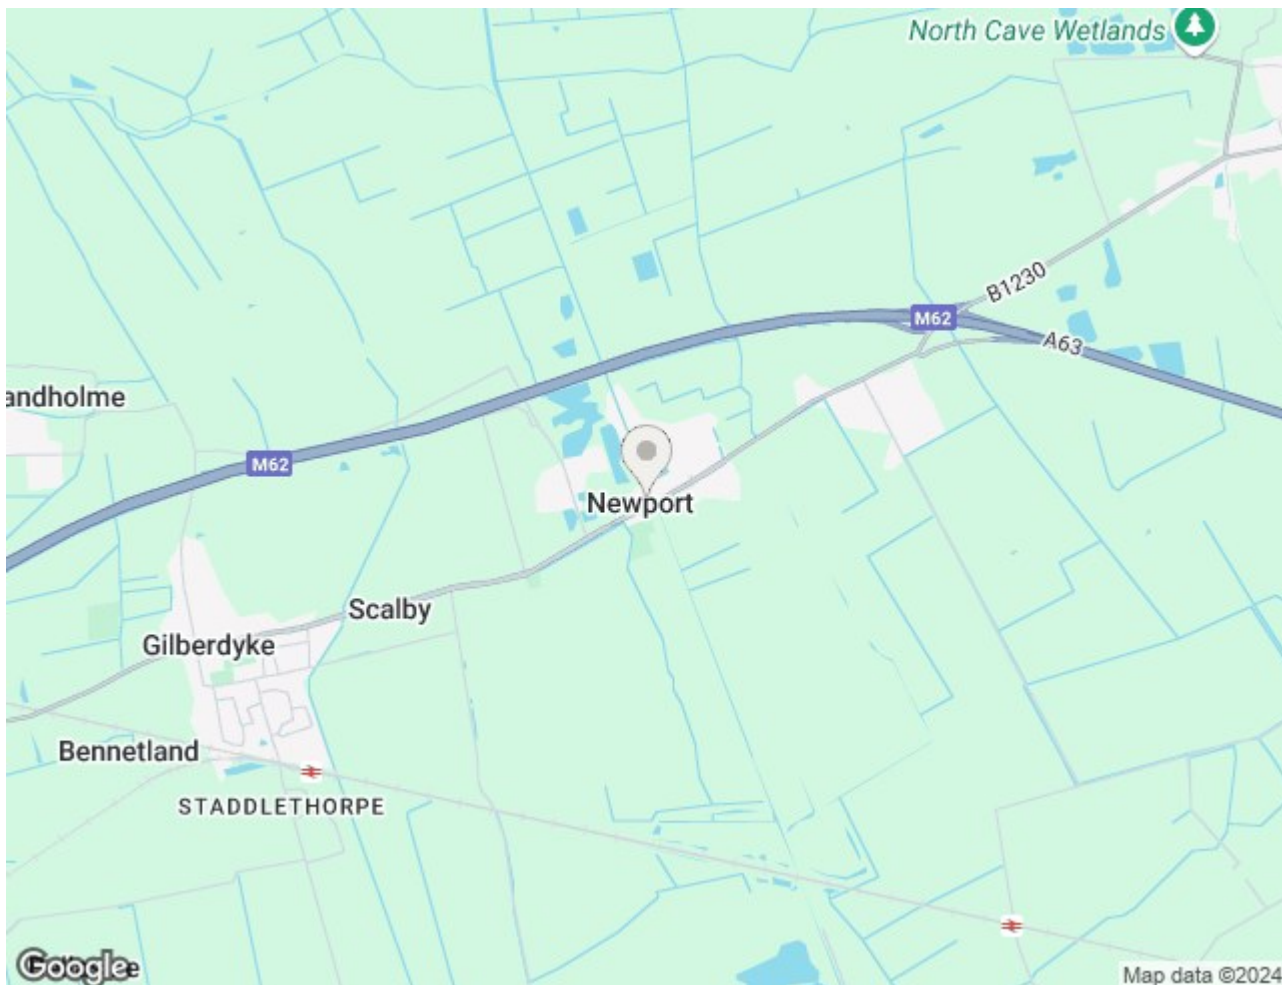 North Cave Wetlands
B1230
M62
A63
andholme
M62
Newport
Scalby
Gilberdyke
Bennetland
STADDLETHORPE
Google
Map data ©2024